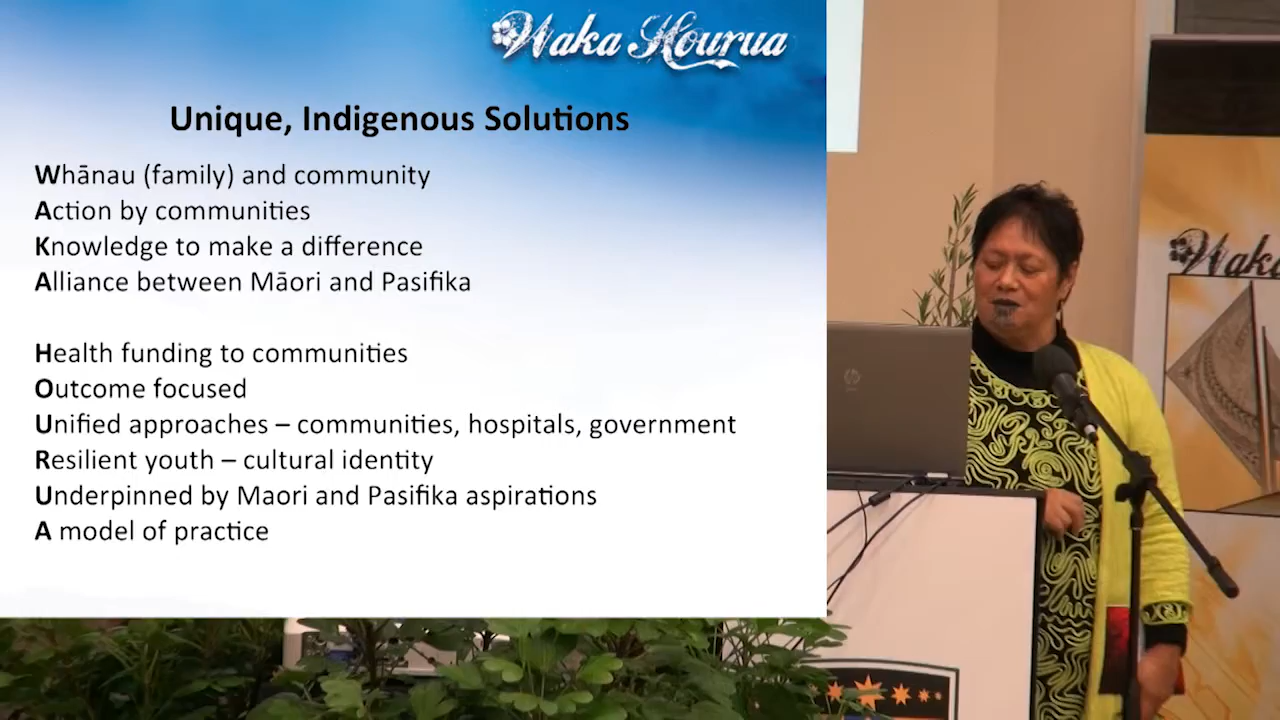 Waka Hourua
Unique, Indigenous Solutions
Whānau (family) and community
Action by communities
Knowledge to make a difference
Alliance between Māori and Pasifika
Health funding to communities
Outcome focused
Unified approaches – communities, hospitals, government
Resilient youth – cultural identity
Underpinned by Maori and Pasifika aspirations
A model of practice
Waka
hp